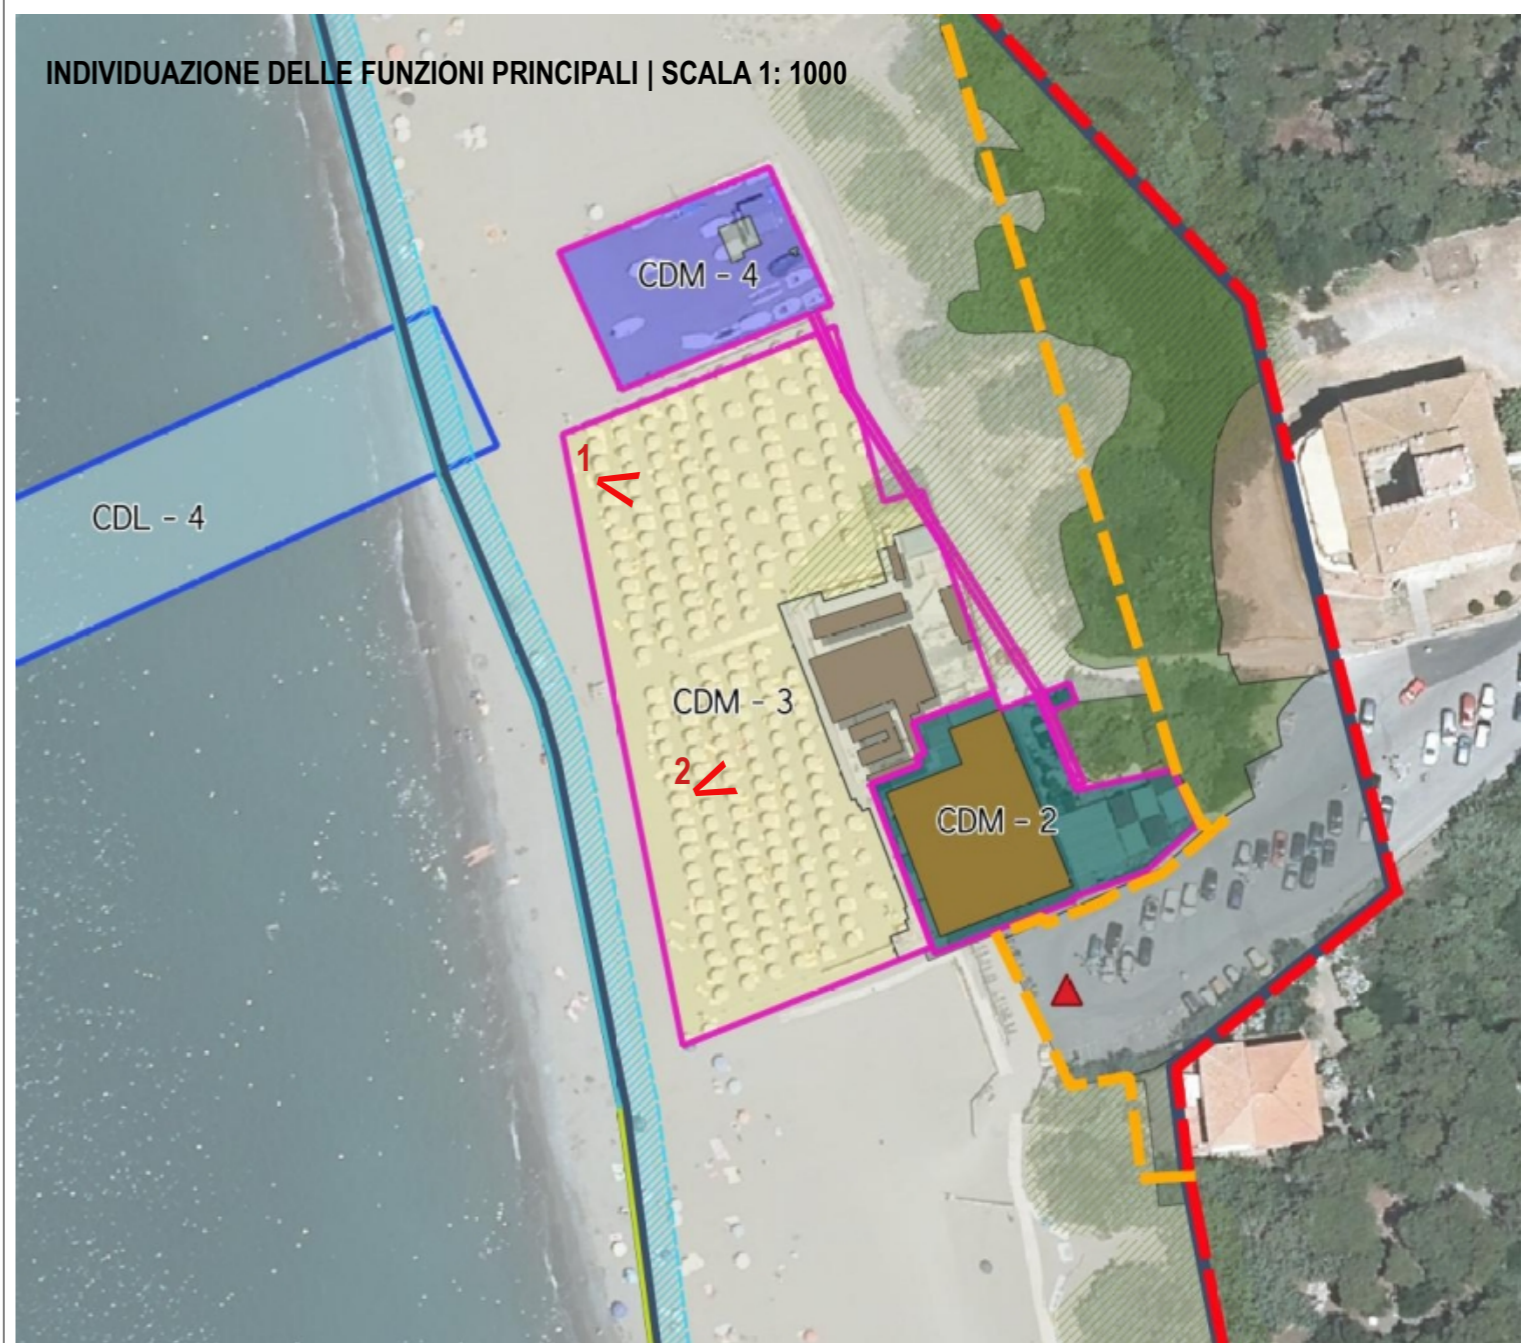 INDIVIDUAZIONE DELLE FUNZIONI PRINCIPALI | SCALA 1: 1000
CDM - 4
1
CDL - 4
CDM - 3
2
CDM - 2